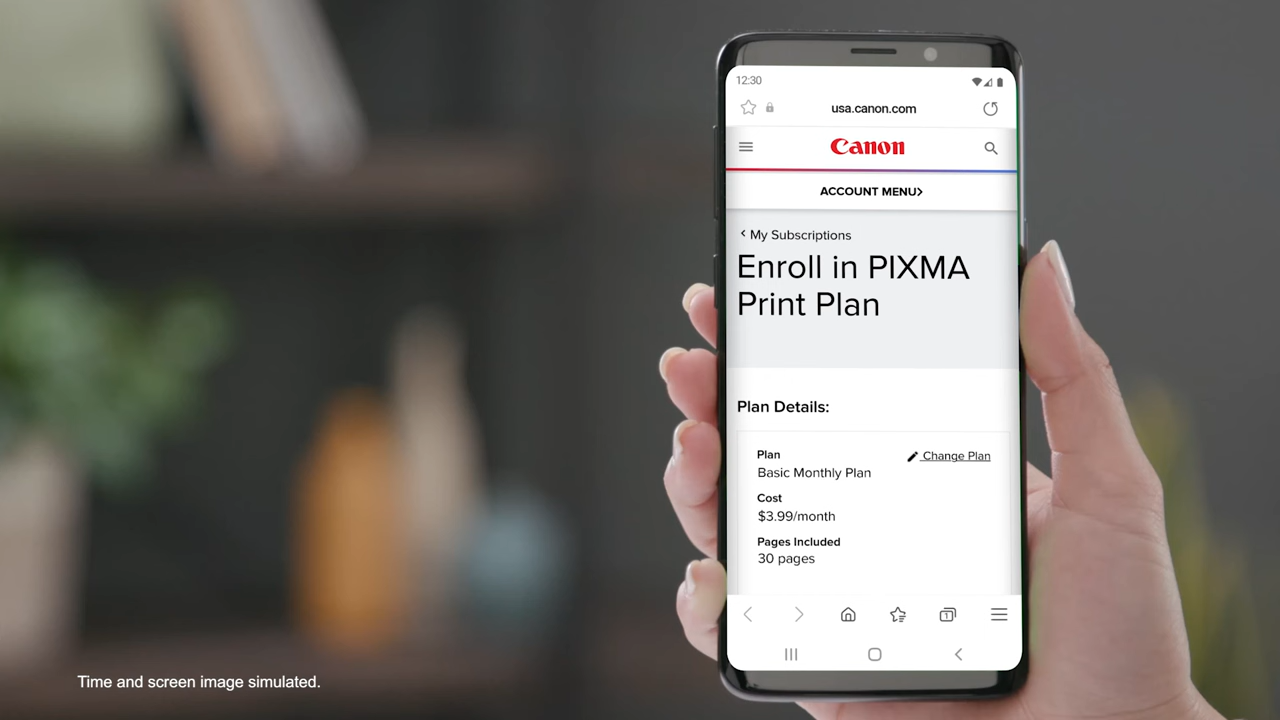 12:30
usa.canon.com
Canon
ACCOUNT MENU>
< My Subscriptions
Enroll in PIXMA
Print Plan
Plan Details:
Plan
Change Plan
Basic Monthly Plan
Cost
$3.99/month
Pages Included
30 pages
1
Time and screen image simulated.